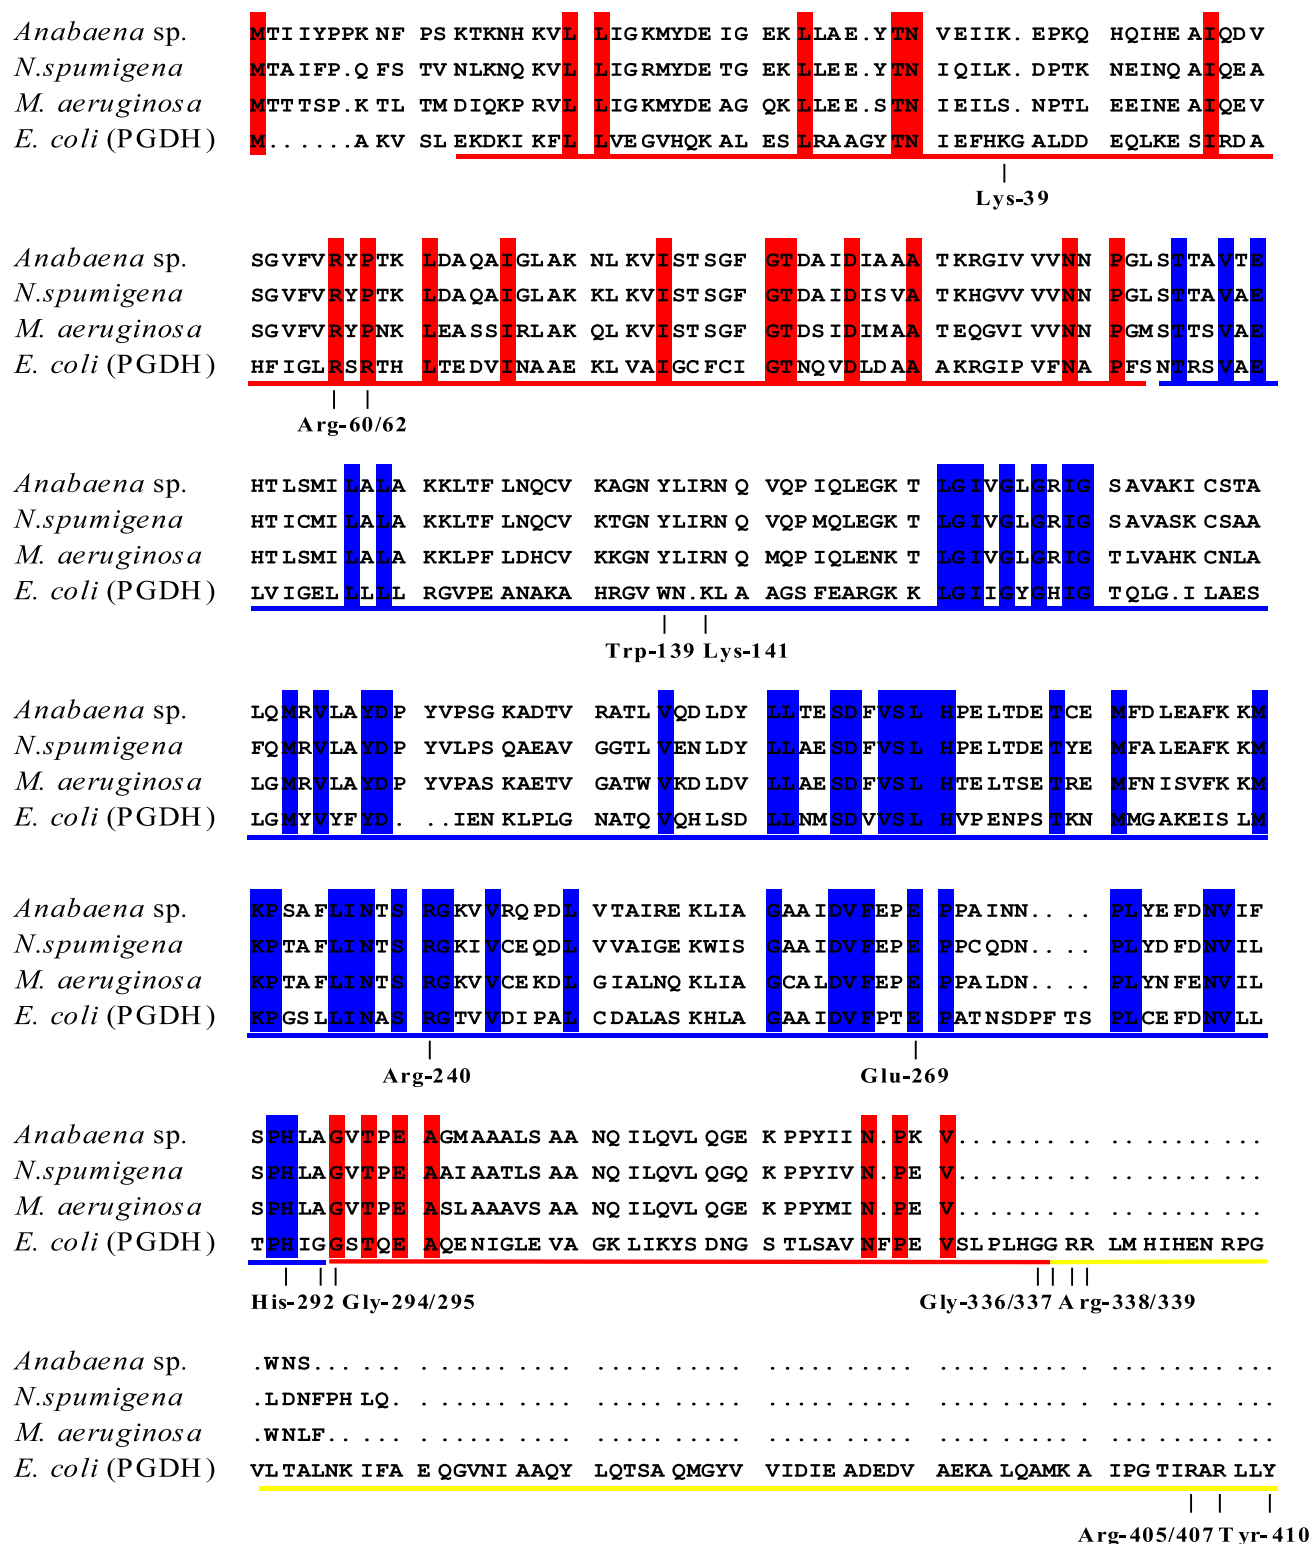 Anabaena sp. MTIIYPPKNF PSKTKNHKVL LIGKMYDEIG EKLLAE.YTN VEIIK.EPKQ HQIHEAIQDV
N.spumigena MTAIFP.QFS TVNLKNQKVL LIGRMYDETG EKLLEE.YTN IQILK.DPTK NEINQAIQEA
M. aeruginosa MTTTSP.KTL TMDIQKPRVL LIGKMYDEAG QKLLEE.STN IEILS.NPTL EEINEAIQEV
E. coli (PGDH) M.....AKVS LEKDKIKFLL VEGVHQKALE SLRAAGYTN IEFHKGALDD EQLKESIRDA
Lys-39
Anabaena sp. SGVFVRYPTK LDAQAIGLAK NLKVISTSGF GTDAIDIAAA TKRGIVVVNN PGLSTTAVTE
N.spumigena SGVFVRYPTK LDAQAIGLAK KLKVISTSGF GTDAIDISVA TKHGVVVVNN PGLSTTAVAE
M. aeruginosa SGVFVRYPNK LEASSIRLAK QLKVISTSGF GTDSIDIMAA TEQGVIVVNN PGMSTTSVAE
E. coli (PGDH) HFIGLRSRTH LTEDVINAAE KLVAIGCFCI GTNQVDLDAA AKRGIPVFNA PFSNTRSVAE
Arg-60/62
Anabaena sp. HTLSMILALA KKLTFLNQCV KAGNYLIRNQ VQPIQLEGKT LGIVGLGRIG SAVAKICSTA
N.spumigena HTICMILALA KKLTFLNQCV KTGNYLIRNQ VQPMQLEGKT LGIVGLGRIG SAVASKCSAA
M. aeruginosa HTLSMILALA KKLPFLDHCV KKGNYLIRNQ MQPIQLENKT LGIVGLGRIG TLVAHKCNLA
E. coli (PGDH) LVIGELLLLL RGVPEANAKA HRGVWN.KLA AGSFEARGKK LGIIGYGHIG TQLG.ILAES
Trp-139 Lys-141
Anabaena sp. LQMRVLAYDP YVPSGKADTV RATLVQDLDY LLTESDFVSL HPELTDETCE MFDLEAFKKM
N.spumigena FQMRVLAYDP YVLPSQAEAV GGTLVENLDY LLAESDFVSL HPELTDETYE MFALEAFKKM
M. aeruginosa LGMRVLAYDP YVPASKAETV GATWVKDLDV LLAESDFVSL HTELTSETRE MFNISVFKKM
E. coli (PGDH) LGMYVYFYD. ..IENKLPLG NATQVQHLSD LLNMSDVVSL HVPENPSTKN MMGAKEISLM
Anabaena sp. KPSAFLINTS RGKVVRQPDL VTAIREKLIA GAAIDVFEPE PPAINN.... PLYEFDNVIF
N.spumigena KPTAFLINTS RGKIVCEQDL VVAIGEKWIS GAAIDVFEPE PPCQDN.... PLYDFDNVIL
M. aeruginosa KPTAFLINTS RGKVVCEKDL GIALNQKLIA GCALDVFEPE PPALDN.... PLYNFENVIL
E. coli (PGDH) KPGSLLINAS RGTVVDIPAL CDALASKHLA GAAIDVFPTE PATNSDPFTS PLCEFDNVLL
Arg-240 Glu-269
Anabaena sp. SPHLAGVTPE AGMAAALSAA NQILQVLQGE KPPYIIN.PK V......... ..........
N.spumigena SPHLAGVTPE AAIAATLSAA NQILQVLQGQ KPPYIVN.PE V......... ..........
M. aeruginosa SPHLAGVTPE ASLAAAVSAA NQILQVLQGE KPPYMIN.PE V......... ..........
E. coli (PGDH) TPHIGGSTQE AQENIGLEVA GKLIKYSDNG STLSAVNFPE VSLPLHGGRR LMHIHENRPG
His-292 Gly-294/295 Gly-336/337 Arg-338/339
Anabaena sp. .WNS...... .......... .......... .......... .......... ..........
N.spumigena .LDNFPHLQ. .......... .......... .......... .......... ..........
M. aeruginosa .WNLF..... .......... .......... .......... .......... ..........
E. coli (PGDH) VLTALNKIFA EQGVNIAAQY LQTSAQMGYV VIDIEADEDV AEKALQAMKA IPGTIRARLLY
Arg-405/407 Tyr-410